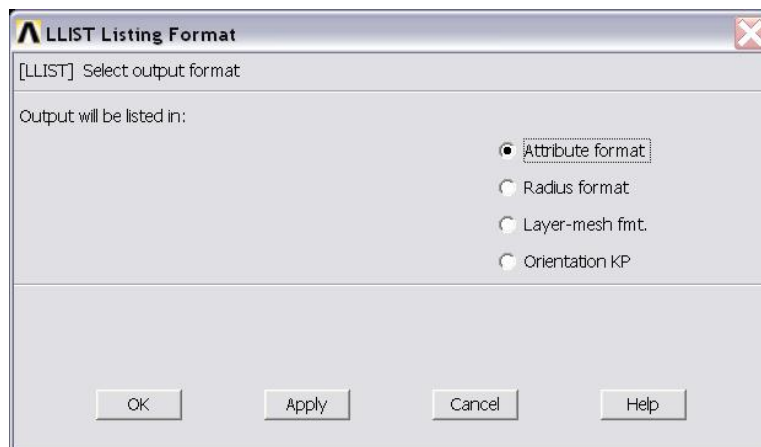 LLIST Listing Format
[LLIST] Select output format
Output will be listed in:
Attribute format
Radius format
Layer-mesh fmt.
Orientation KP
OK Apply Cancel Help